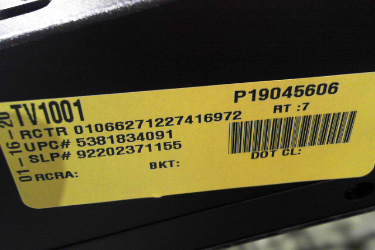 01-16-20
TV1001
P19045606
RCTR 01066271227416972
RT :7
UPC# 5381834091
SLP# 92202371155
DOT CL:
RCRA:
BKT: